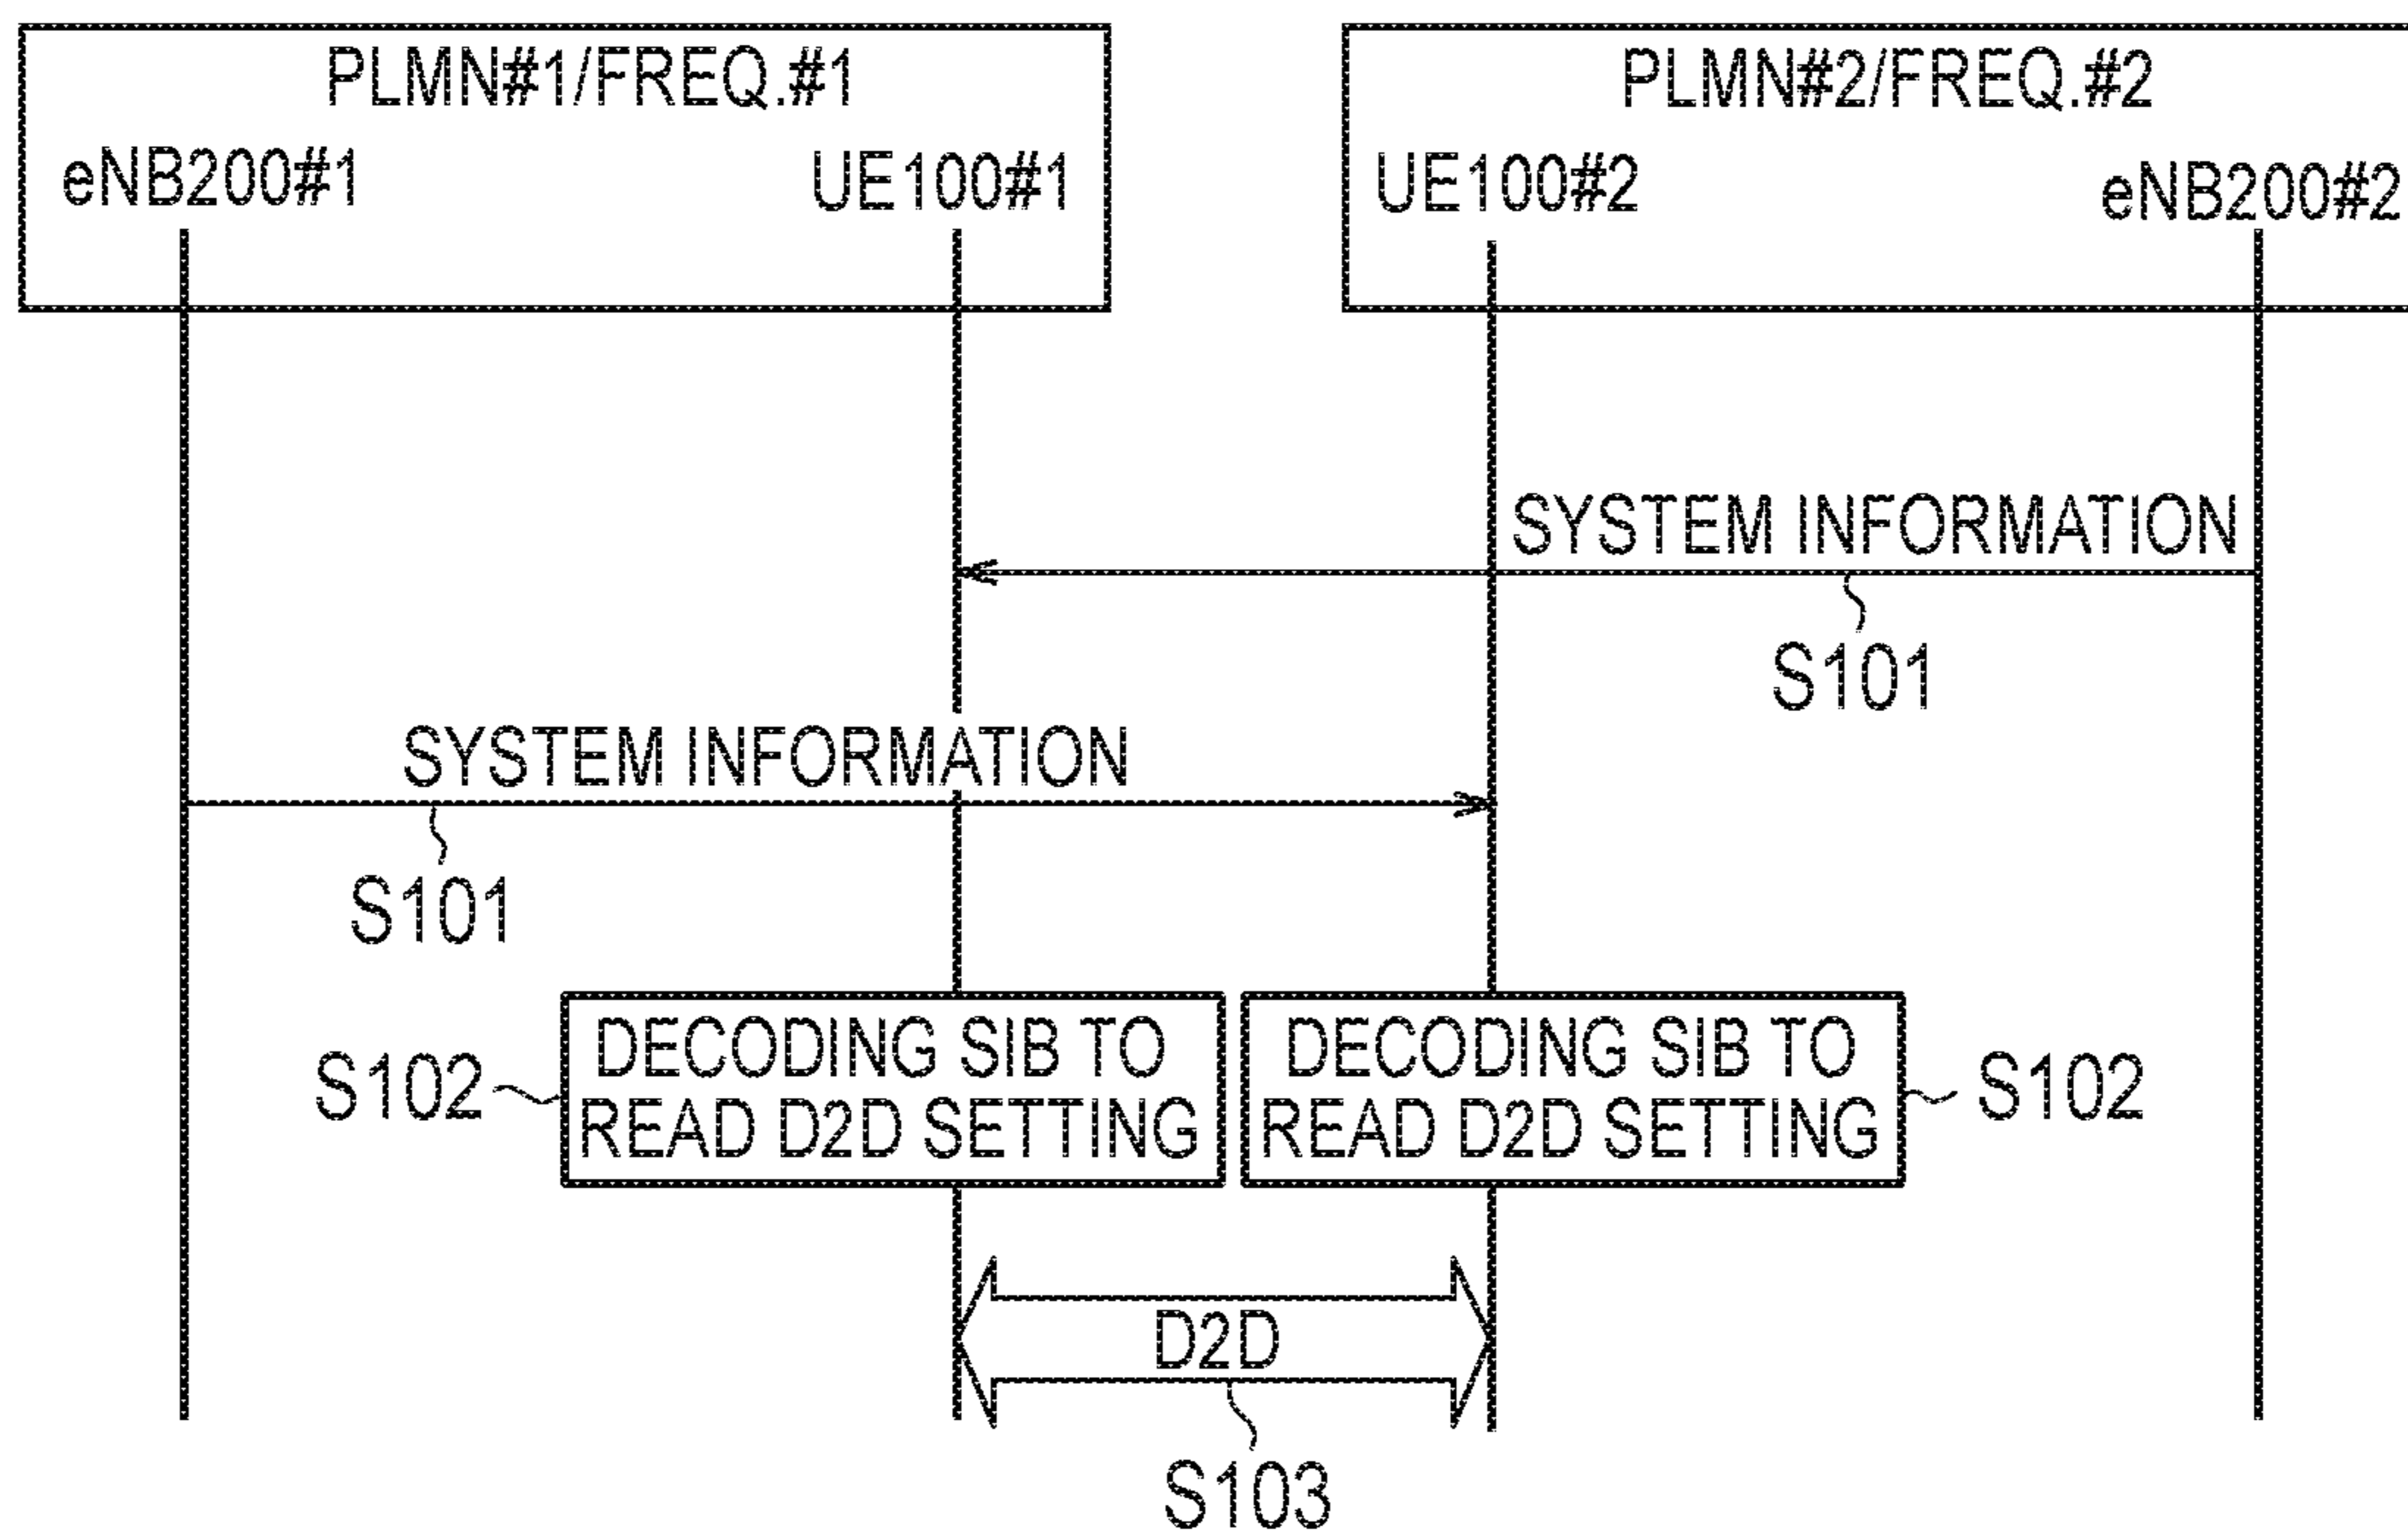 PLMN#1/FREQ.#1
eNB200#1
UE100#1
PLMN#2/FREQ.#2
UE100#2
eNB200#2
SYSTEM INFORMATION
S101
SYSTEM INFORMATION
S101
S102
DECODING SIB TO
READ D2D SETTING
DECODING SIB TO
READ D2D SETTING
S102
D2D
S103